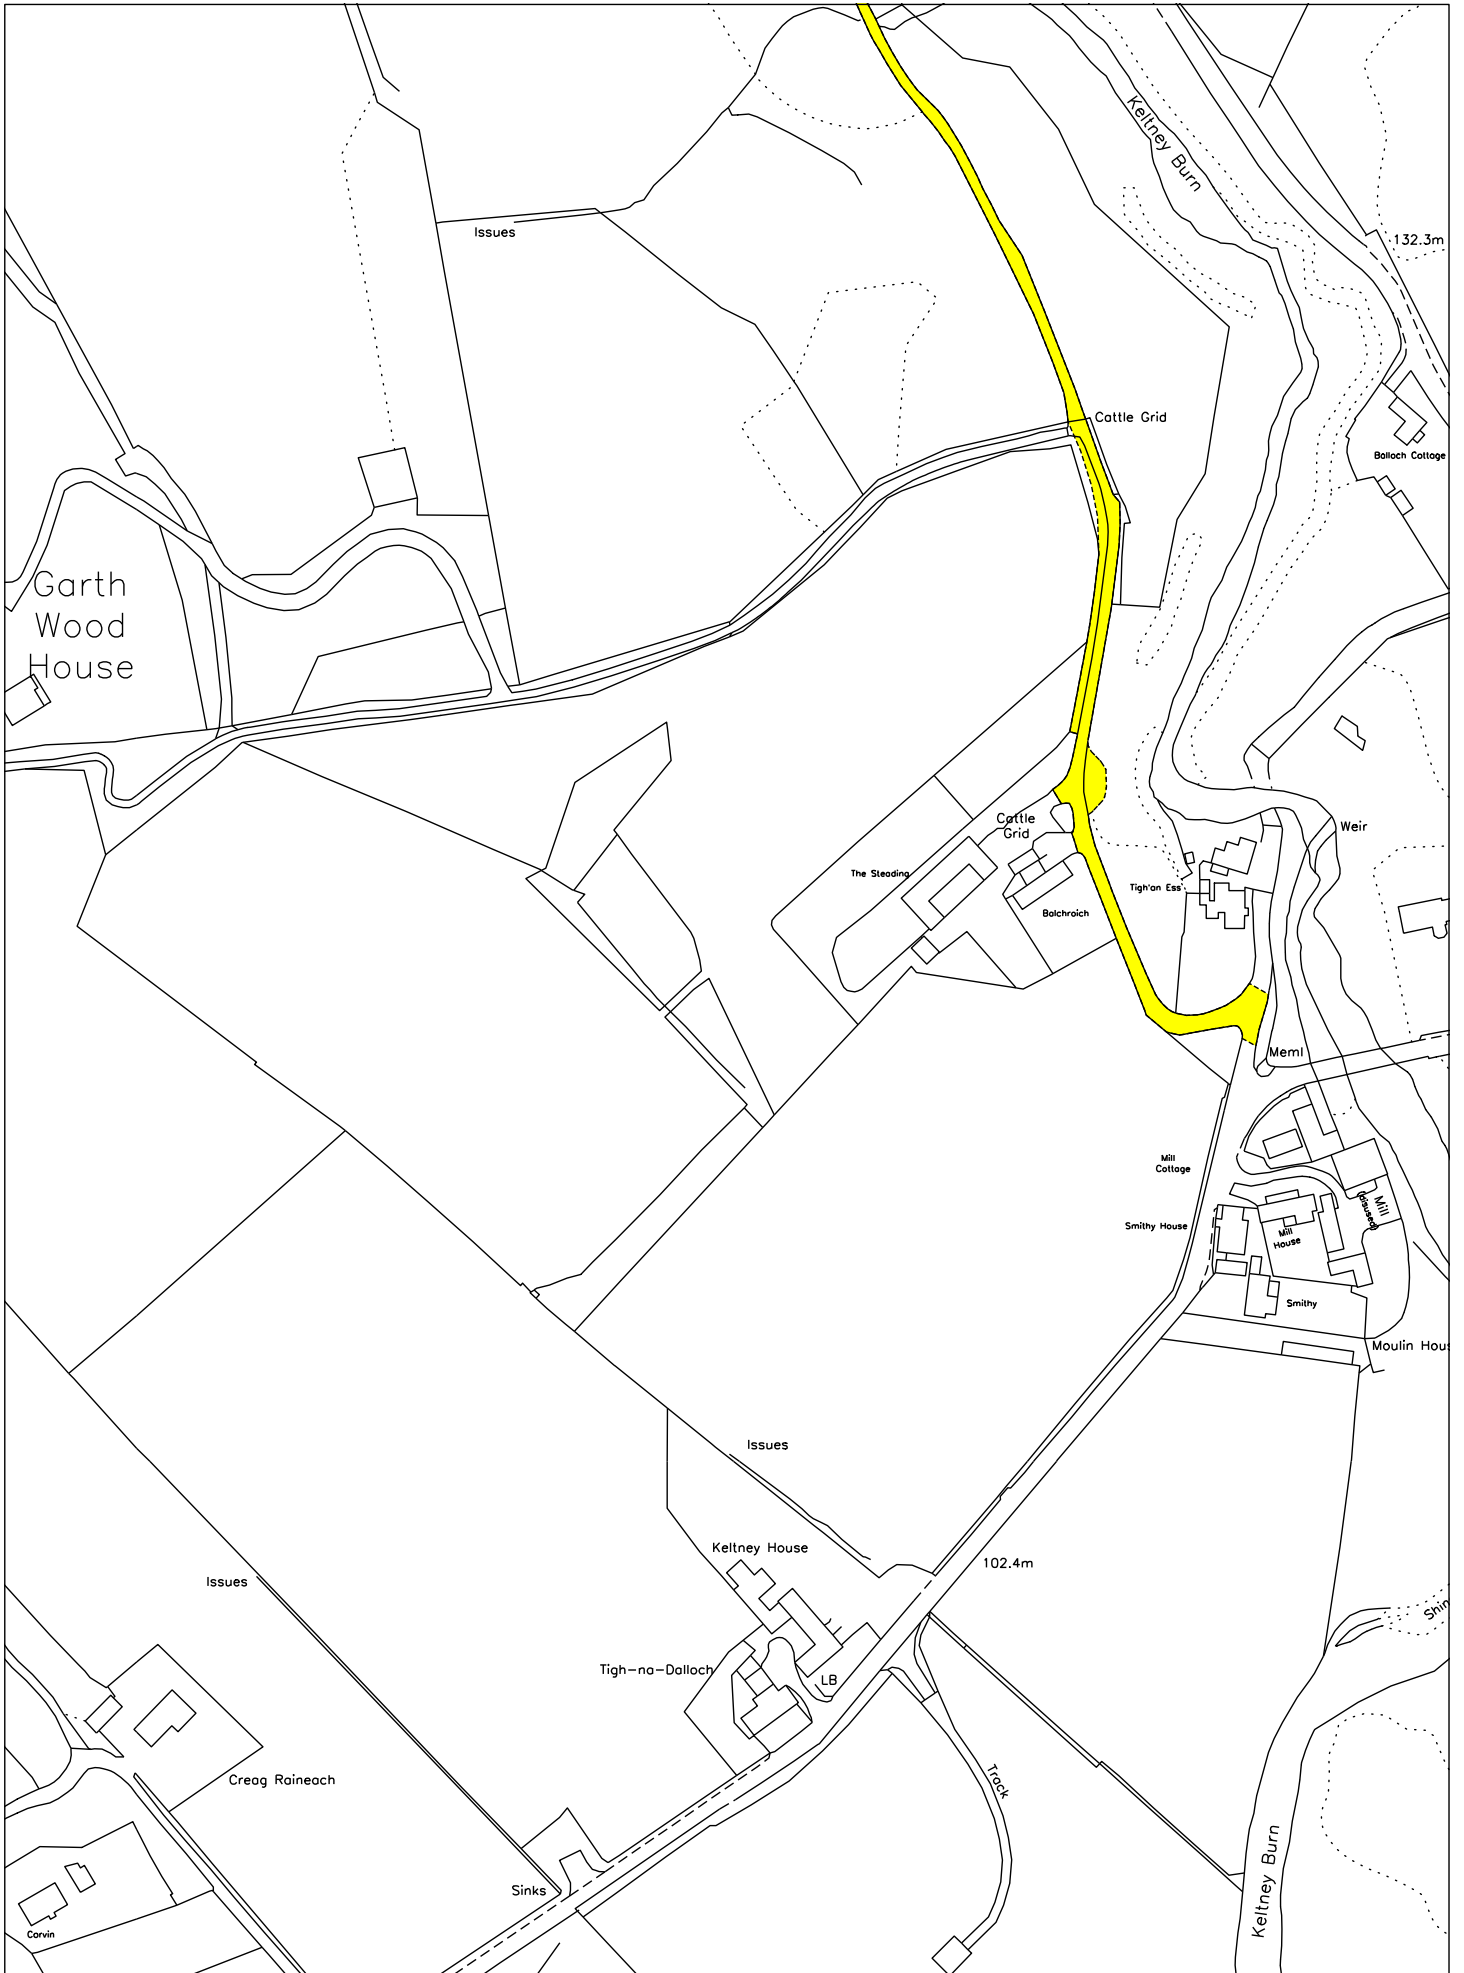 Keltney Burn
Issues
132.3m
Cattle Grid
Balloch Cottage
Garth
Wood
House
Cattle
Grid
Weir
The Steading
Tigh'an Ess
Balchroich
Meml
Mill
Cottage
Mill
(disused)
Smithy House
Mill
House
Smithy
Moulin Hous
Issues
Keltney House
102.4m
Issues
Shin
Tigh-na-Dalloch
LB
Creag Raineach
Track
Keltney Burn
Sinks
Corvin